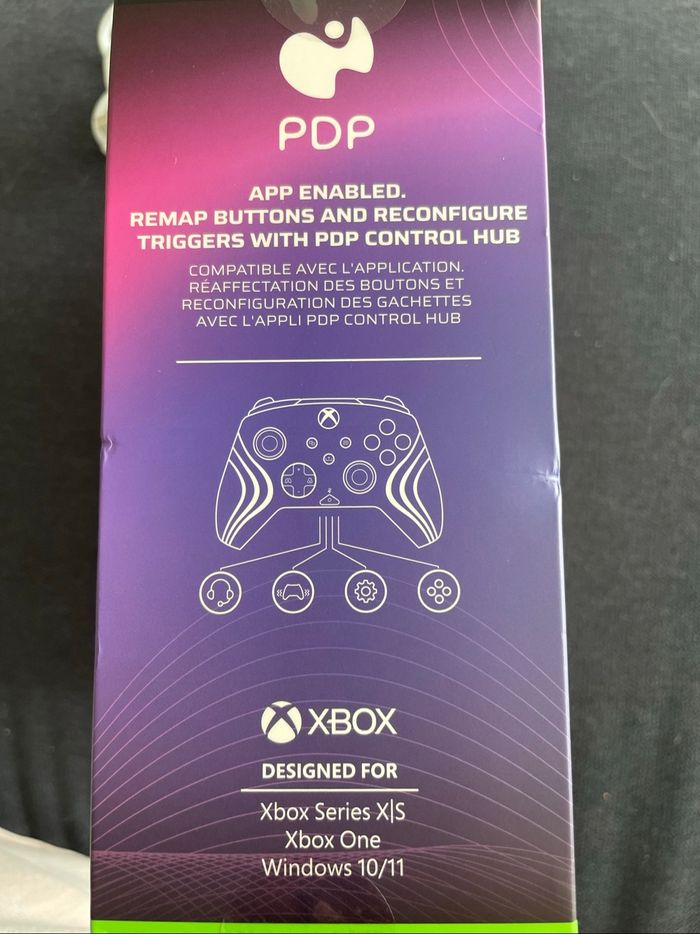 PDP
APP ENABLED.
REMAP BUTTONS AND RECONFIGURE
TRIGGERS WITH PDP CONTROL HUB
COMPATIBLE AVEC L'APPLICATION.
RÉAFFECTATION DES BOUTONS ET
RECONFIGURATION DES GACHETTES
AVEC L'APPLI PDP CONTROL HUB
XBOX
DESIGNED FOR
Xbox Series X|S
Xbox One
Windows 10/11